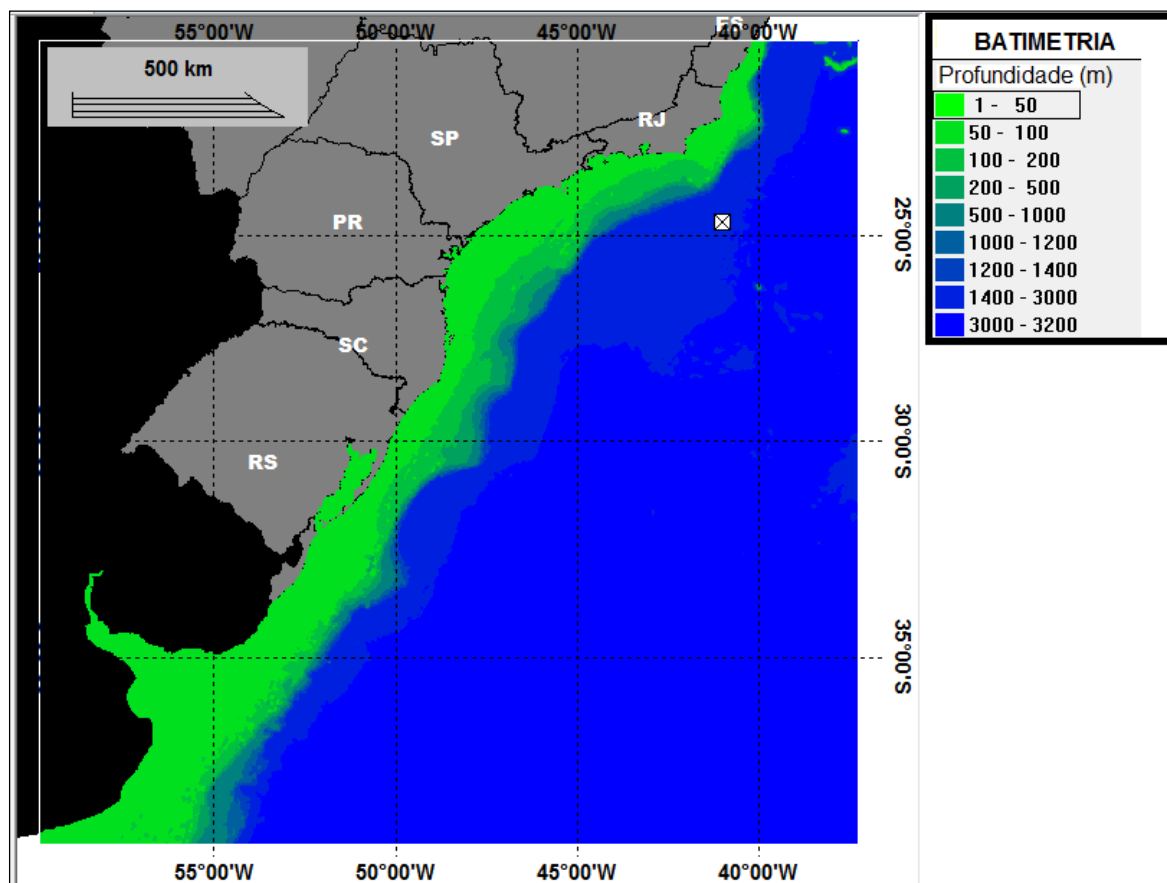 55°00'W 50°00'W 45°00'W 40°00'W
ES
500 km
RJ
SP
PR
SC
RS
25°00'S
30°00'S
35°00'S
55°00'W 50°00'W 45°00'W 40°00'W
BATIMETRIA
Profundidade (m)
1 - 50
50 - 100
100 - 200
200 - 500
500 - 1000
1000 - 1200
1200 - 1400
1400 - 3000
3000 - 3200